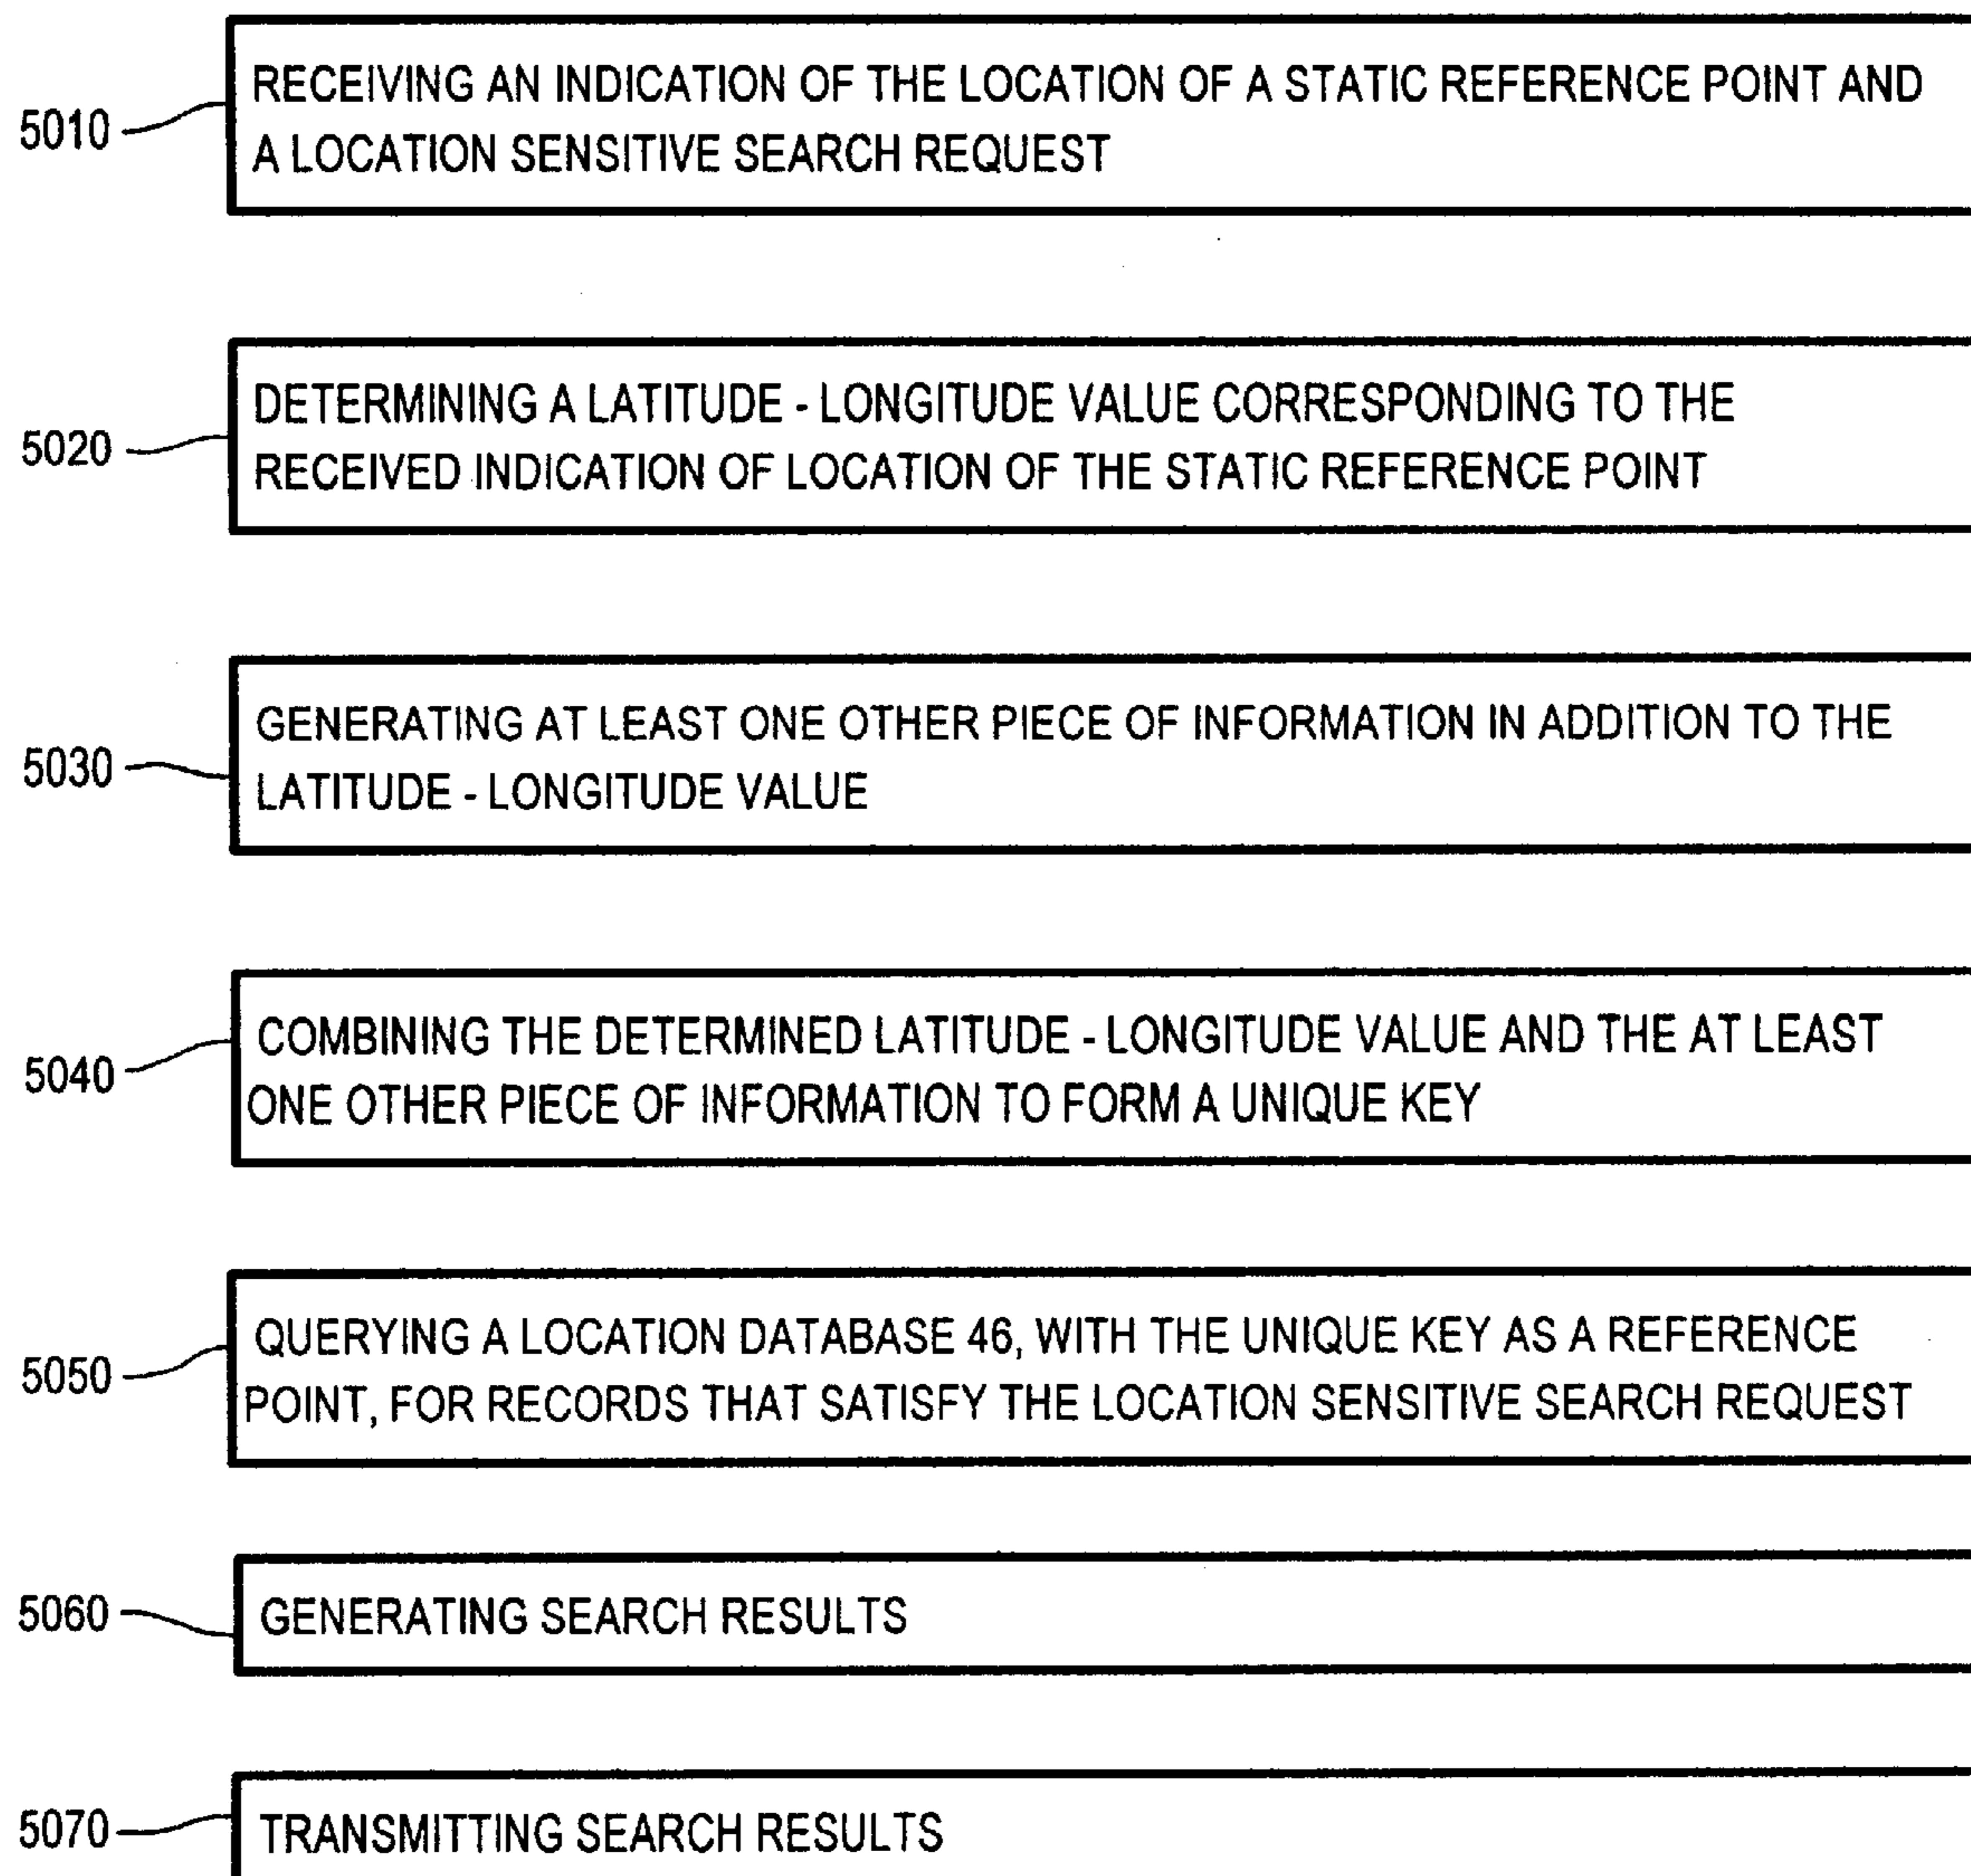 5010
RECEIVING AN INDICATION OF THE LOCATION OF A STATIC REFERENCE POINT AND
A LOCATION SENSITIVE SEARCH REQUEST
5020
DETERMINING A LATITUDE - LONGITUDE VALUE CORRESPONDING TO THE
RECEIVED INDICATION OF LOCATION OF THE STATIC REFERENCE POINT
5030
GENERATING AT LEAST ONE OTHER PIECE OF INFORMATION IN ADDITION TO THE
LATITUDE - LONGITUDE VALUE
5040
COMBINING THE DETERMINED LATITUDE - LONGITUDE VALUE AND THE AT LEAST
ONE OTHER PIECE OF INFORMATION TO FORM A UNIQUE KEY
5050
QUERYING A LOCATION DATABASE 46, WITH THE UNIQUE KEY AS A REFERENCE
POINT, FOR RECORDS THAT SATISFY THE LOCATION SENSITIVE SEARCH REQUEST
5060
GENERATING SEARCH RESULTS
5070
TRANSMITTING SEARCH RESULTS